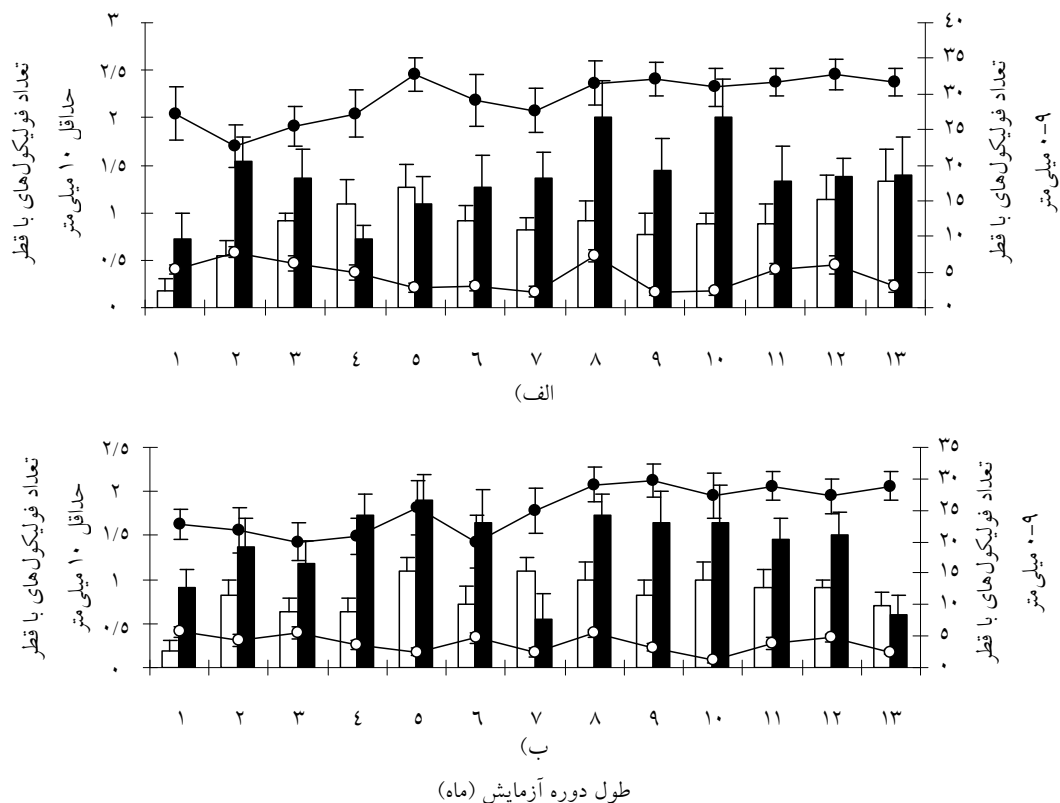 تعداد فولیکول‌های با قطر
حداقل ۱۰ میلی‌متر
۳
۲/۵
۲
۱/۵
۱
۰/۵
۰
۴۰
۳۵
۳۰
۲۵
۲۰
۱۵
۱۰
۵
۰
تعداد فولیکول‌های با قطر
۰-۹ میلی‌متر
۱ ۲ ۳ ٤ ۵ ٦ ۷ ۸ ۹ ۱۰ ۱۱ ۱۲ ۱۳
الف)
تعداد فولیکول‌های با قطر
حداقل ۱۰ میلی‌متر
۲/۵
۲
۱/۵
۱
۰/۵
۰
۳۵
۳۰
۲۵
۲۰
۱۵
۱۰
۵
۰
تعداد فولیکول‌های با قطر
۰-۹ میلی‌متر
۱ ۲ ۳ ٤ ۵ ٦ ۷ ۸ ۹ ۱۰ ۱۱ ۱۲ ۱۳
ب)
طول دوره آزمایش (ماه)